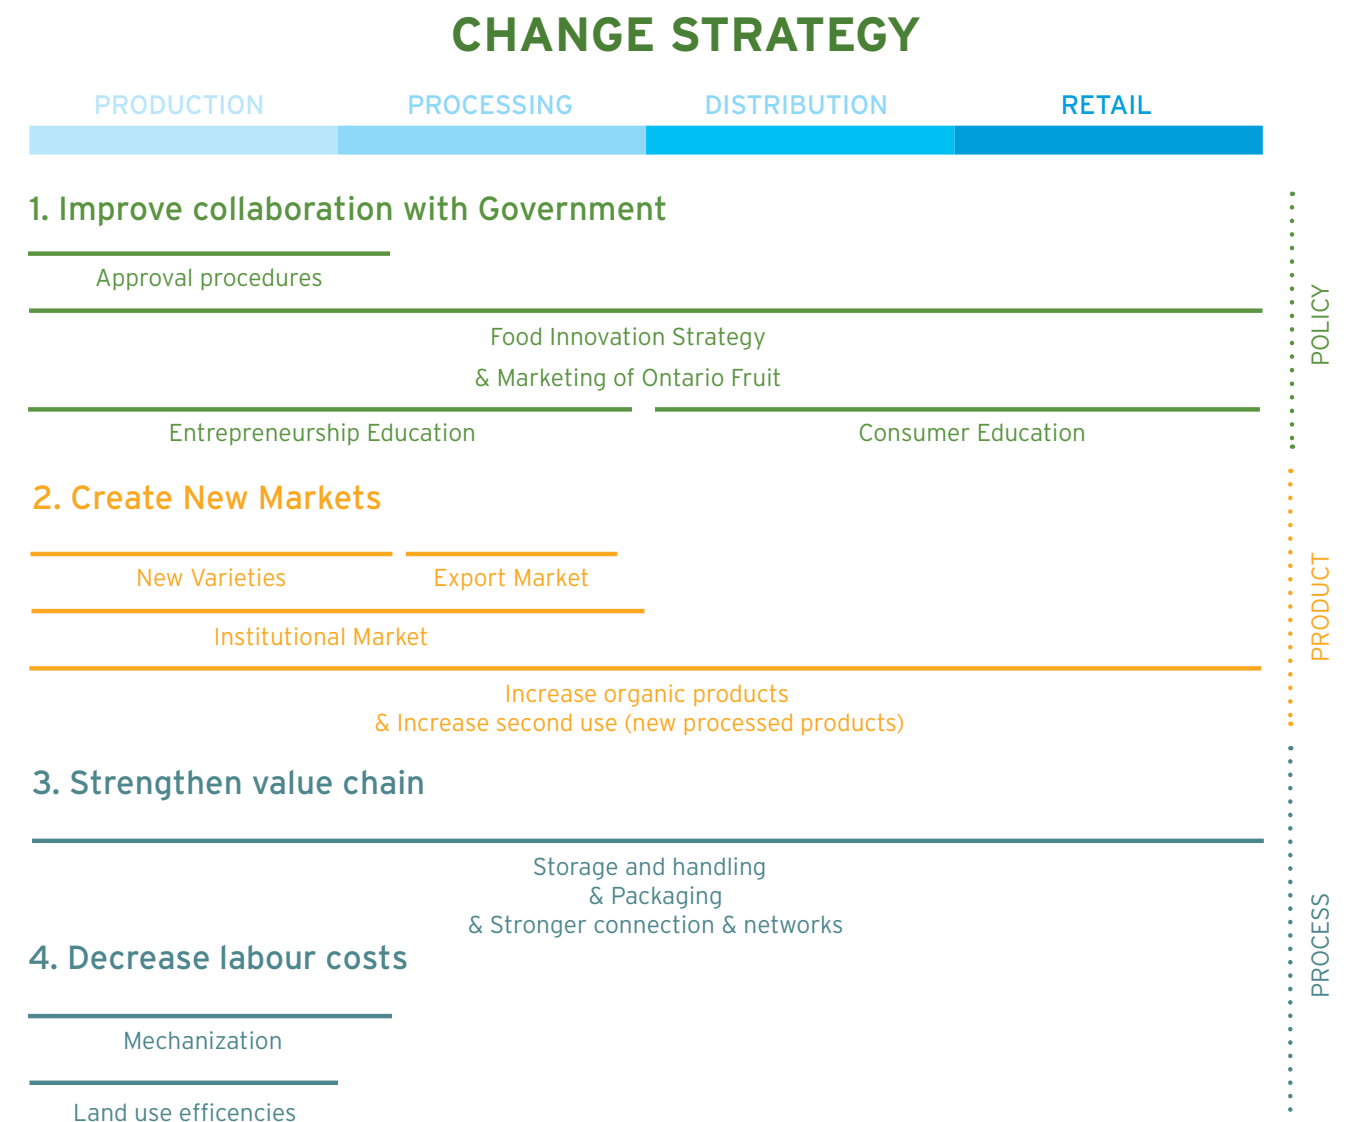 CHANGE STRATEGY
PRODUCTION
PROCESSING
DISTRIBUTION
RETAIL
1. Improve collaboration with Government
Approval procedures
Food Innovation Strategy
& Marketing of Ontario Fruit
Entrepreneurship Education
Consumer Education
POLICY
2. Create New Markets
New Varieties
Export Market
Institutional Market
Increase organic products
& Increase second use (new processed products)
PRODUCT
3. Strengthen value chain
Storage and handling
& Packaging
& Stronger connection & networks
4. Decrease labour costs
Mechanization
Land use efficencies
PROCESS